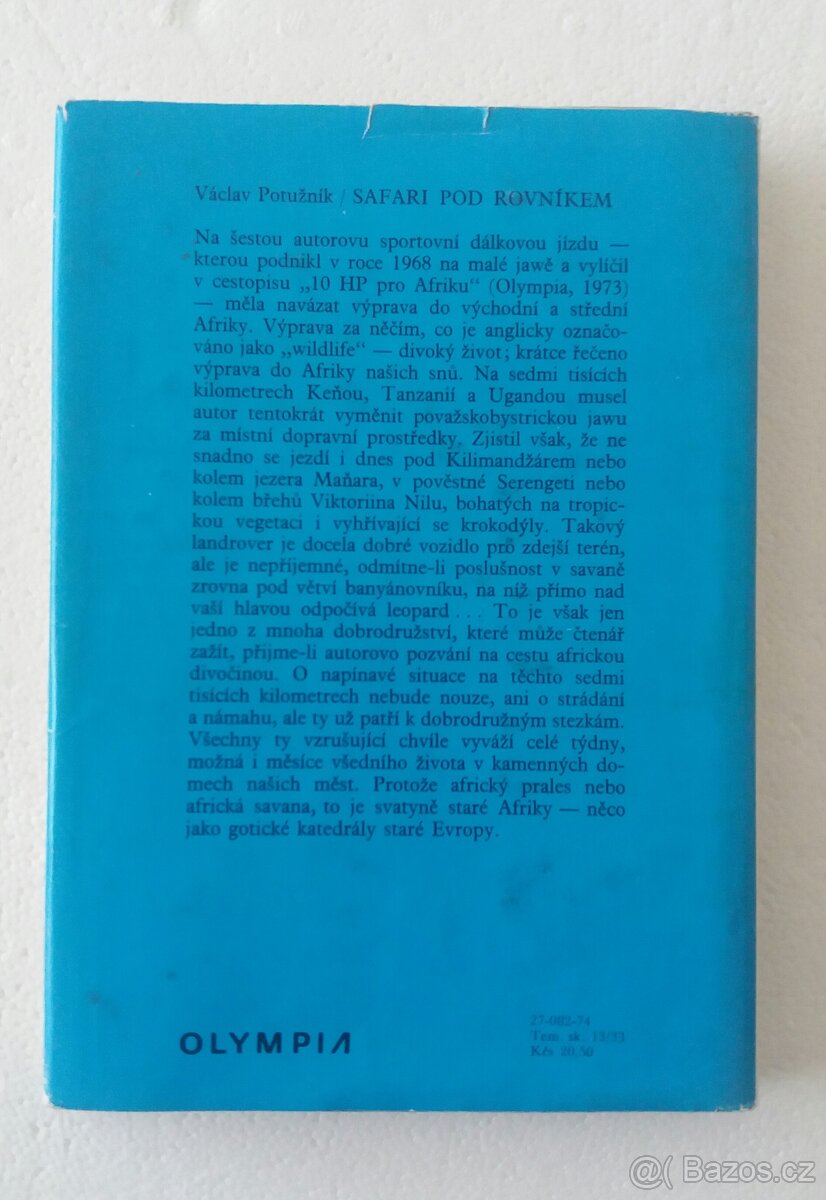 Václav Potužník / SAFARI POD ROVNÍKEM
Na šestou autorovu sportovní dálkovou jízdu —
kterou podnikl v roce 1968 na malé jawě a vylíčil
v cestopisu „10 HP pro Afriku“ (Olympia, 1973)
— měla navázat výprava do východní a střední
Afriky. Výprava za něčím, co je anglicky označo-
váno jako „wildlife“ — divoký život; krátce řečeno
výprava do Afriky našich snů. Na sedmi tisících
kilometrech Keňou, Tanzanií a Ugandou musel
autor tentokrát vyměnit považskobystrickou jawu
za místní dopravní prostředky. Zjistil však, že ne
snadno se jezdí i dnes pod Kilimandžárem nebo
kolem jezera Maňara, v pověstné Serengeti nebo
kolem břehů Viktoriina Nilu, bohatých na tropic-
kou vegetaci i vyhřívající se krokodýly. Takový
landrover je docela dobré vozidlo pro zdejší terén,
ale je nepříjemné, odmítne-li poslušnost v savaně
zrovna pod větví banyánovníku, na níž přímo nad
vaší hlavou odpočívá leopard... To je však jen
jedno z mnoha dobrodružství, které může čtenář
zažít, přijme-li autorovo pozvání na cestu africkou
divočinou. O napínavé situace na těchto sedmi
tisících kilometrech nebude nouze, ani o strádání
a námahu, ale ty už patří k dobrodružným stezkám.
Všechny ty vzrušující chvíle vyváží celé týdny,
možná i měsíce všedního života v kamenných do-
mech našich měst. Protože africký prales nebo
africká savana, to je svatyně staré Afriky — něco
jako gotické katedrály staré Evropy.
OLYMPIA
27-082-74
Tem. sk. 13/33
Kčs 20,50
@( Bazos.cz